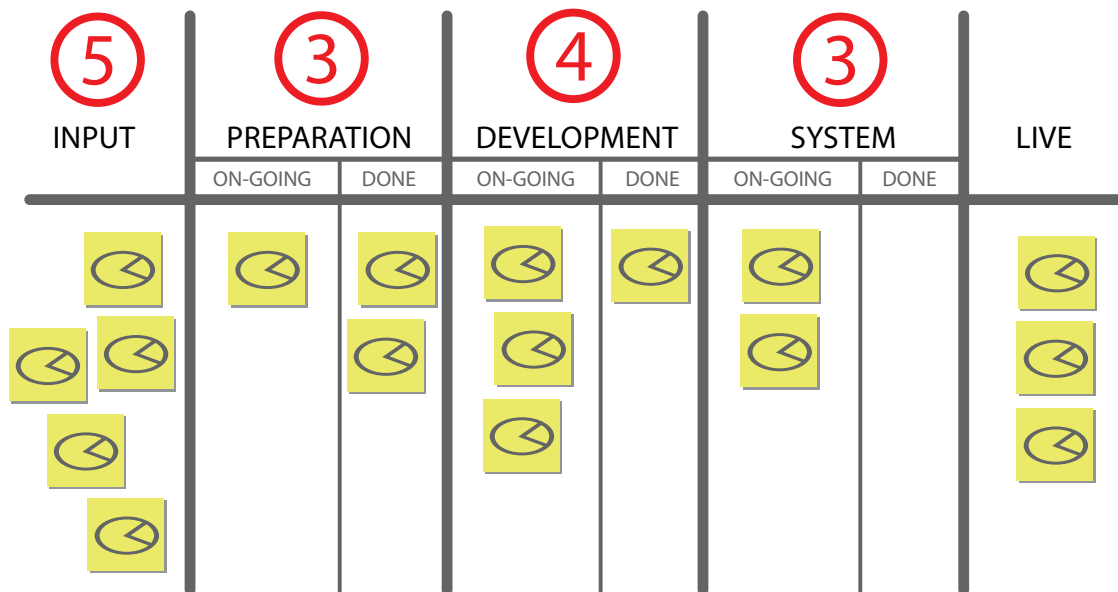 5 3 4 3
INPUT PREPARATION DEVELOPMENT SYSTEM LIVE
ON-GOING DONE ON-GOING DONE ON-GOING DONE